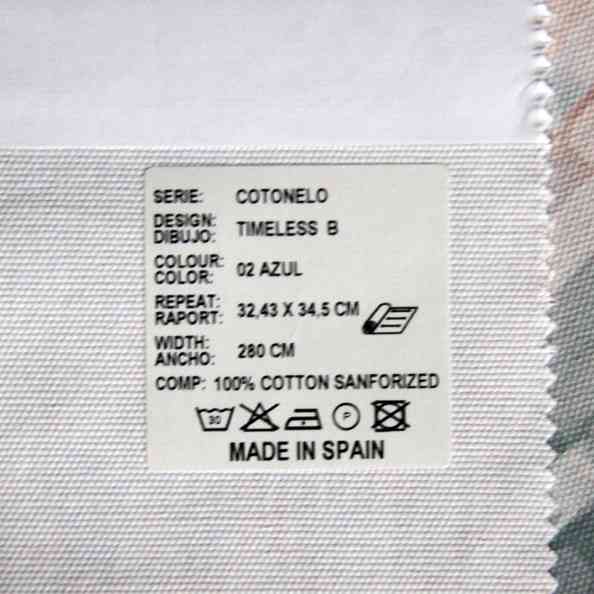 SERIE: COTONELO
DESIGN:
DIBUJO: TIMELESS B
COLOUR:
COLOR: 02 AZUL
REPEAT:
RAPORT: 32,43 X 34,5 CM
WIDTH:
ANCHO: 280 CM
COMP: 100% COTTON SANFORIZED
30 P
MADE IN SPAIN